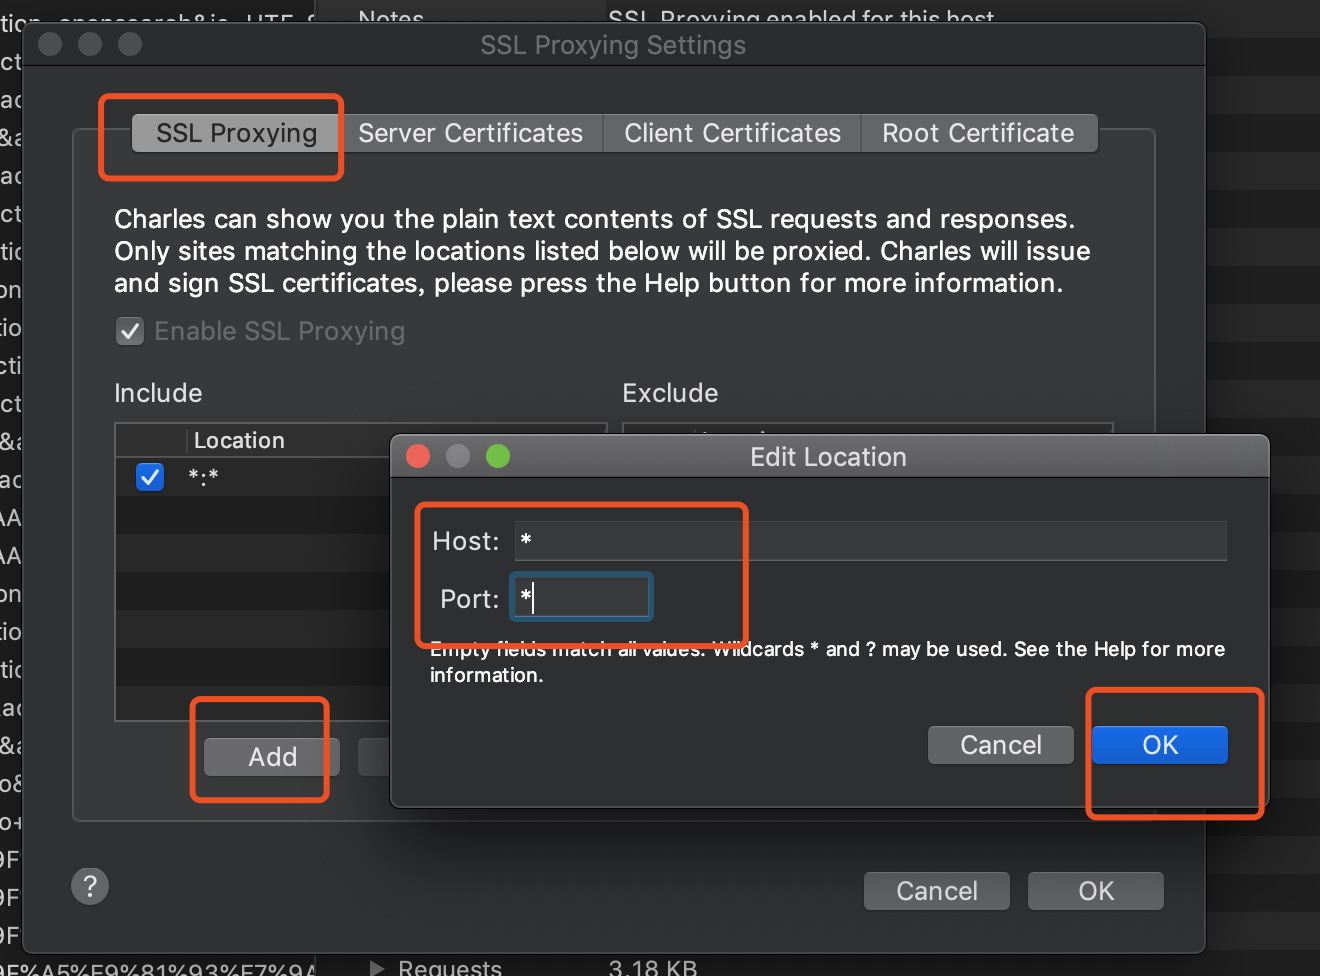 Notes
SSL Proxying enabled for this host
SSL Proxying Settings
SSL Proxying
Server Certificates
Client Certificates
Root Certificate
Charles can show you the plain text contents of SSL requests and responses.
Only sites matching the locations listed below will be proxied. Charles will issue
and sign SSL certificates, please press the Help button for more information.
Enable SSL Proxying
Include
Exclude
Location
*:*
Edit Location
Host: *
Port: *
Empty fields match all values. Wildcards * and ? may be used. See the Help for more
information.
Add
Cancel
OK
?
Cancel
OK
Requests
3.18 KB